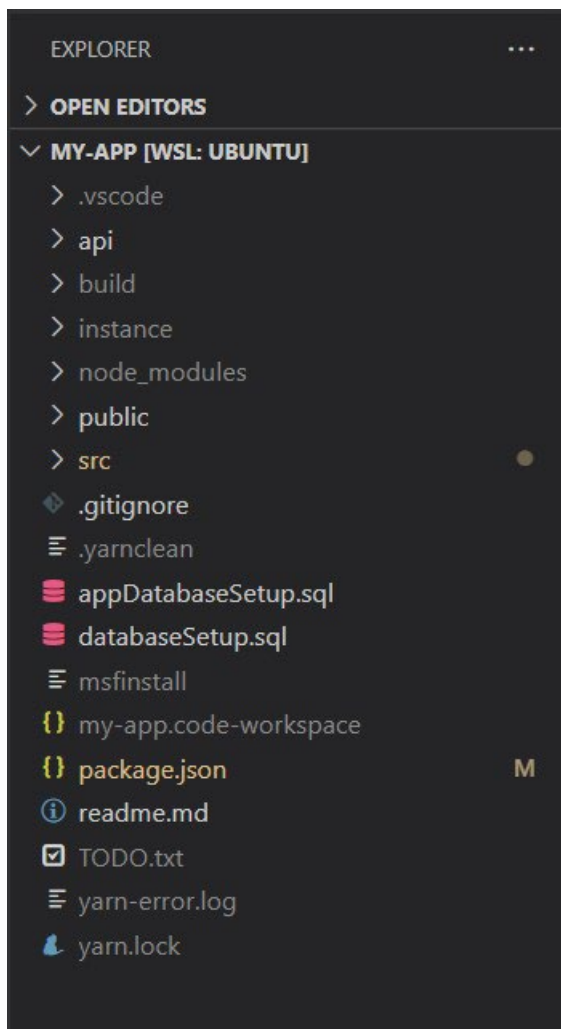 EXPLORER
OPEN EDITORS
MY-APP [WSL: UBUNTU]
.vscode
api
build
instance
node_modules
public
src
.gitignore
.yarnclean
appDatabaseSetup.sql
databaseSetup.sql
msfinstall
my-app.code-workspace
package.json M
readme.md
TODO.txt
yarn-error.log
yarn.lock